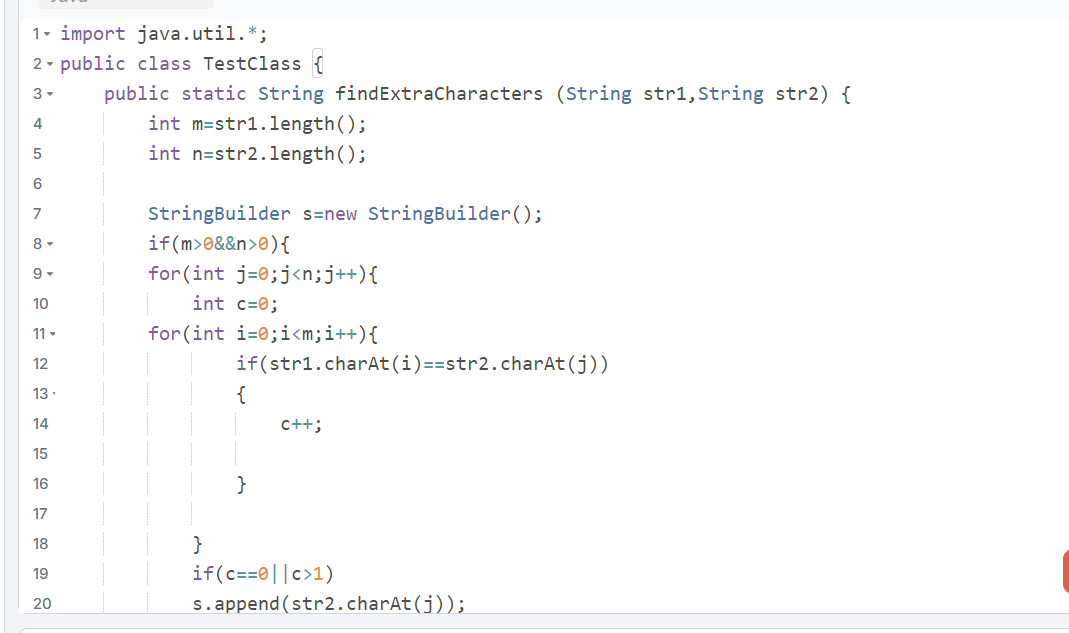 1 import java.util.*;
2 public class TestClass {
3 public static String findExtraCharacters (String str1,String str2) {
4 int m=str1.length();
5 int n=str2.length();
6
7 StringBuilder s=new StringBuilder();
8 if(m>0&&n>0){
9 for(int j=0;j<n;j++){
10 int c=0;
11 for(int i=0;i<m;i++){
12 if(str1.charAt(i)==str2.charAt(j))
13 {
14 c++;
15
16 }
17
18 }
19 if(c==0||c>1)
20 s.append(str2.charAt(j));